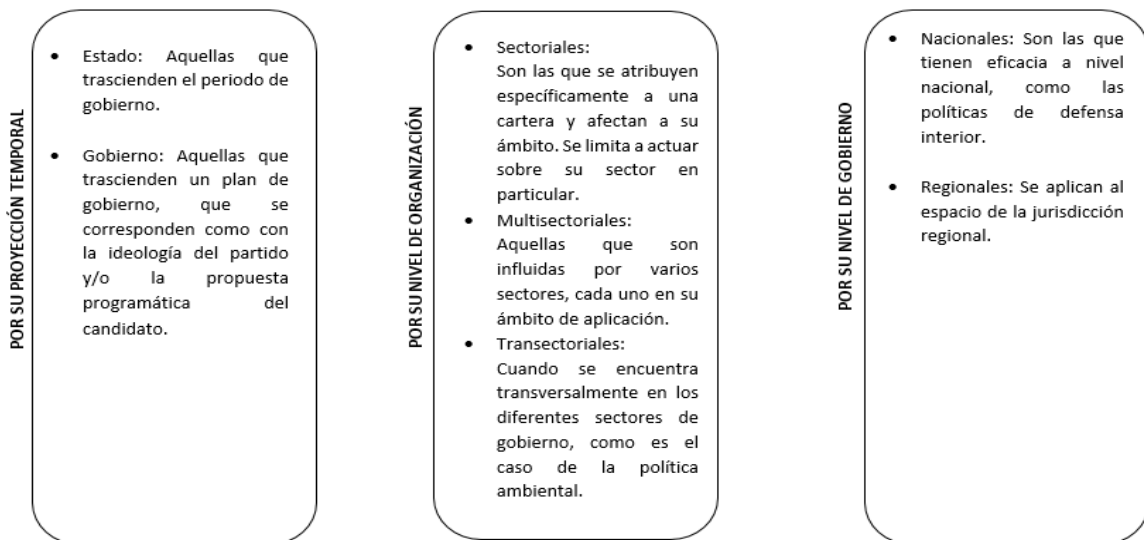 POR SU PROYECCIÓN TEMPORAL
• Estado: Aquellas que
trascienden el periodo de
gobierno.
• Gobierno: Aquellas que
trascienden un plan de
gobierno, que se
corresponden como con
la ideología del partido
y/o la propuesta
programática del
candidato.
POR SU NIVEL DE ORGANIZACIÓN
• Sectoriales:
Son las que se atribuyen
específicamente a una
cartera y afectan a su
ámbito. Se limita a actuar
sobre su sector en
particular.
• Multisectoriales:
Aquellas que son
influidas por varios
sectores, cada uno en su
ámbito de aplicación.
• Transectoriales:
Cuando se encuentra
transversalmente en los
diferentes sectores de
gobierno, como es el
caso de la política
ambiental.
POR SU NIVEL DE GOBIERNO
• Nacionales: Son las que
tienen eficacia a nivel
nacional, como las
políticas de defensa
interior.
• Regionales: Se aplican al
espacio de la jurisdicción
regional.